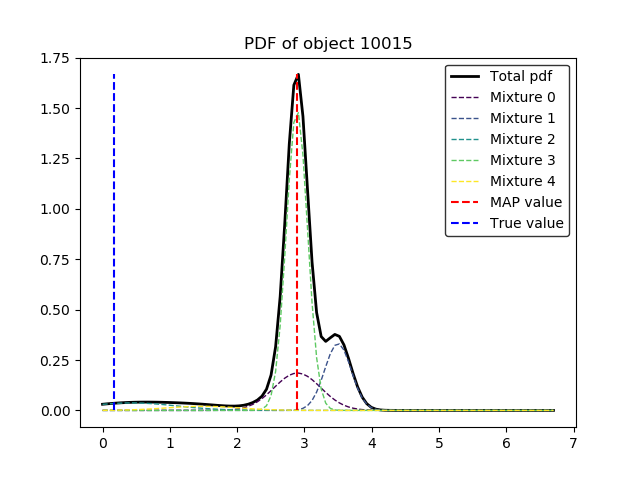 PDF of object 10015
1.75
1.50
1.25
1.00
0.75
0.50
0.25
0.00
0 1 2 3 4 5 6 7
Total pdf
Mixture 0
Mixture 1
Mixture 2
Mixture 3
Mixture 4
MAP value
True value